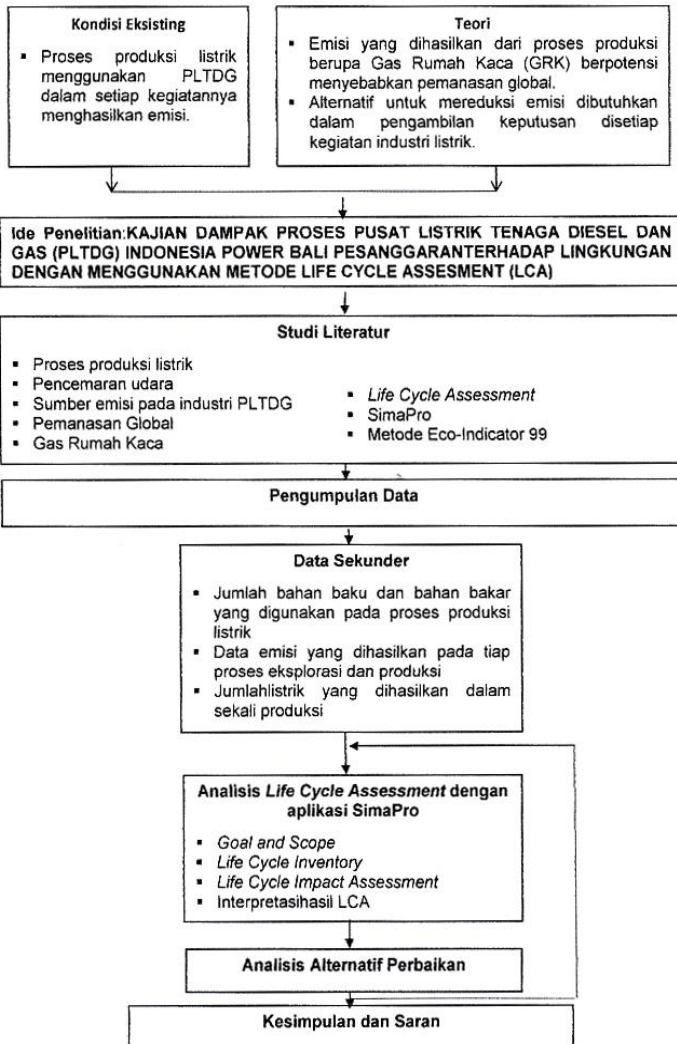 Kondisi Eksisting
▪ Proses produksi listrik
menggunakan PLTDG
dalam setiap kegiatannya
menghasilkan emisi.
Teori
▪ Emisi yang dihasilkan dari proses produksi
berupa Gas Rumah Kaca (GRK) berpotensi
menyebabkan pemanasan global.
▪ Alternatif untuk mereduksi emisi dibutuhkan
dalam pengambilan keputusan disetiap
kegiatan industri listrik.
Ide Penelitian:KAJIAN DAMPAK PROSES PUSAT LISTRIK TENAGA DIESEL DAN
GAS (PLTDG) INDONESIA POWER BALI PESANGGARANTERHADAP LINGKUNGAN
DENGAN MENGGUNAKAN METODE LIFE CYCLE ASSESMENT (LCA)
Studi Literatur
▪ Proses produksi listrik
▪ Pencemaran udara
▪ Sumber emisi pada industri PLTDG
▪ Pemanasan Global
▪ Gas Rumah Kaca
▪ Life Cycle Assessment
▪ SimaPro
▪ Metode Eco-Indicator 99
Pengumpulan Data
Data Sekunder
▪ Jumlah bahan baku dan bahan bakar
yang digunakan pada proses produksi
listrik
▪ Data emisi yang dihasilkan pada tiap
proses eksplorasi dan produksi
▪ Jumlahlistrik yang dihasilkan dalam
sekali produksi
Analisis Life Cycle Assessment dengan
aplikasi SimaPro
▪ Goal and Scope
▪ Life Cycle Inventory
▪ Life Cycle Impact Assessment
▪ Interpretasihasil LCA
Analisis Alternatif Perbaikan
Kesimpulan dan Saran